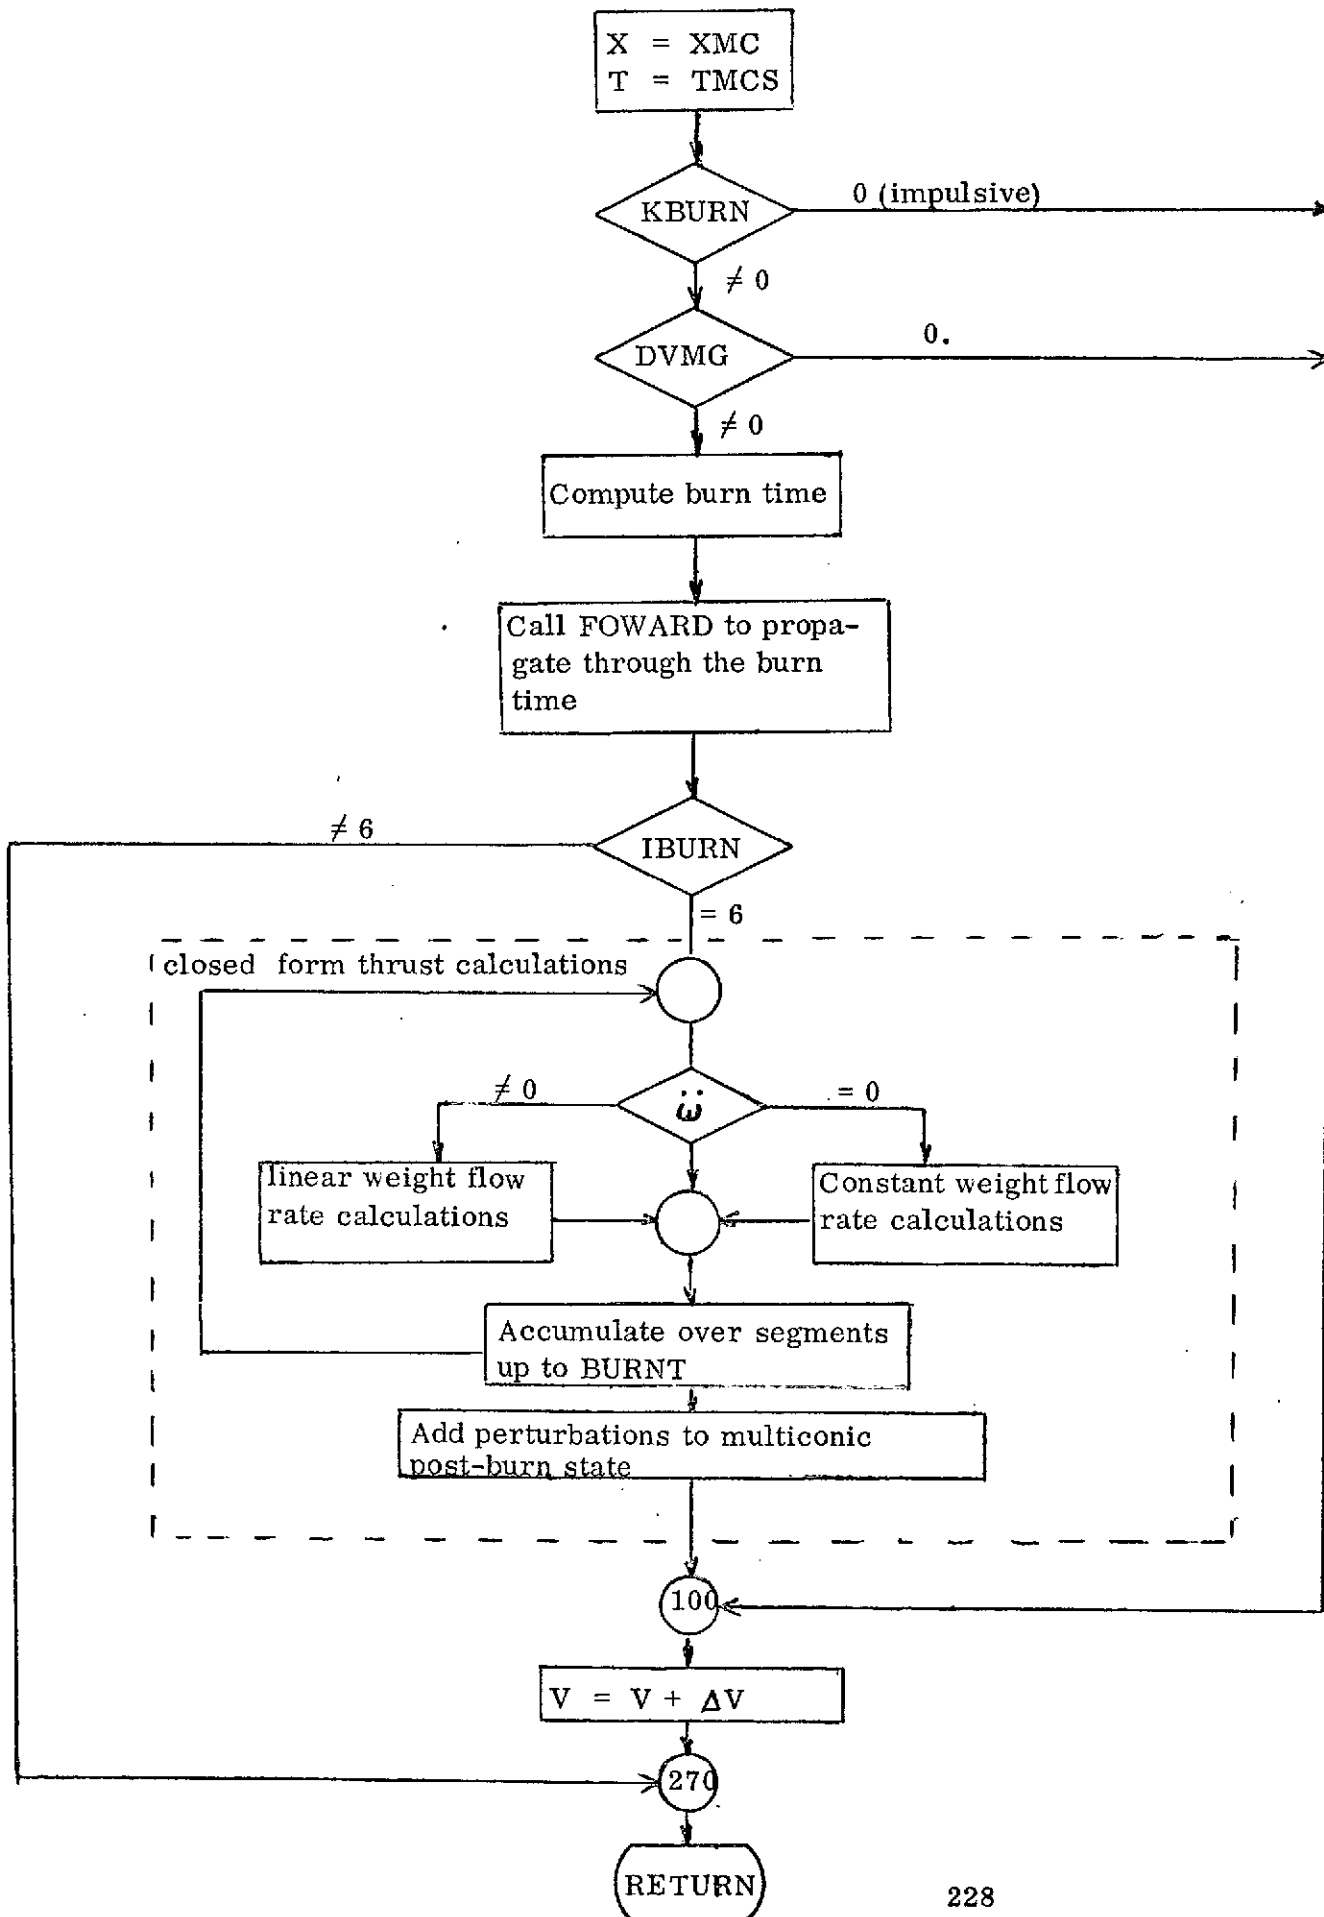 X = XMC
T = TMCS
KBURN
0 (impulsive)
≠ 0
DVMG
0.
≠ 0
Compute burn time
Call FOWARD to propa-
gate through the burn
time
≠ 6
IBURN
= 6
closed form thrust calculations
≠ 0
ω̈
= 0
linear weight flow
rate calculations
Constant weight flow
rate calculations
Accumulate over segments
up to BURNT
Add perturbations to multiconic
post-burn state
100
V = V + ΔV
270
RETURN
228